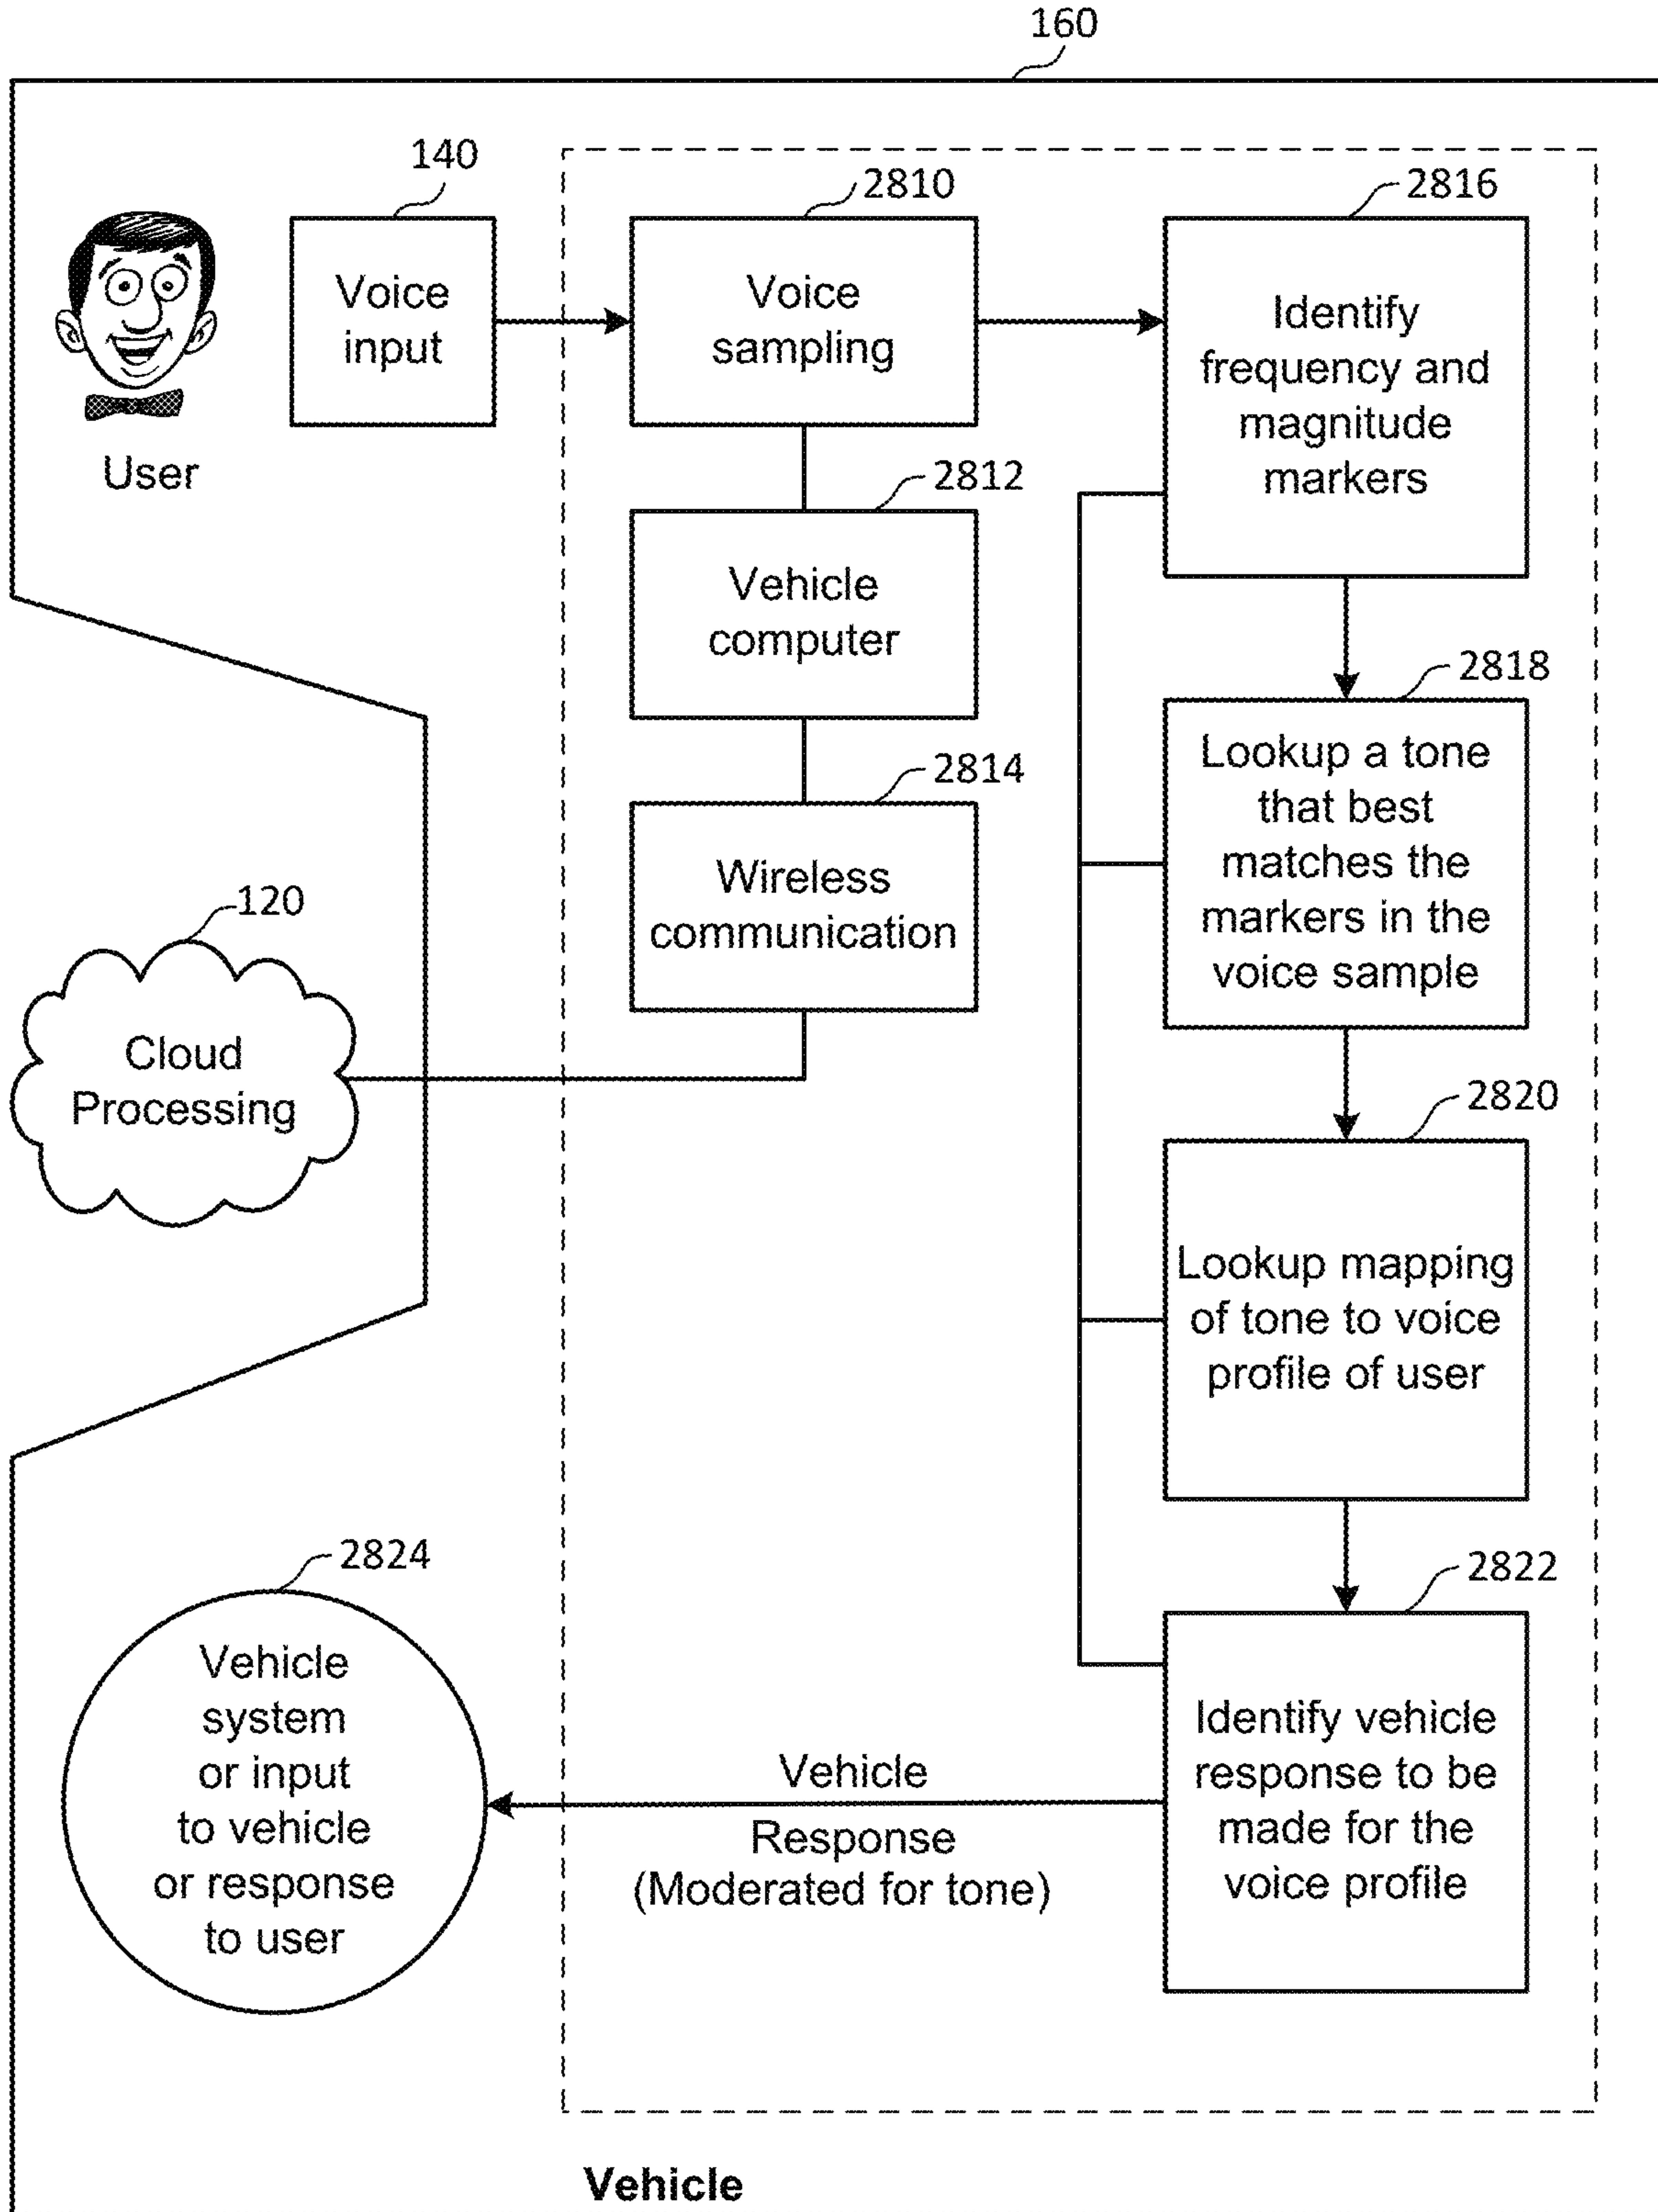 160
140
Voice
input
User
2810
Voice
sampling
2816
Identify
frequency and
magnitude
markers
2812
Vehicle
computer
2814
Wireless
communication
120
Cloud
Processing
2818
Lookup a tone
that best
matches the
markers in the
voice sample
2820
Lookup mapping
of tone to voice
profile of user
2822
Identify vehicle
response to be
made for the
voice profile
Vehicle
Response
(Moderated for tone)
2824
Vehicle
system
or input
to vehicle
or response
to user
Vehicle